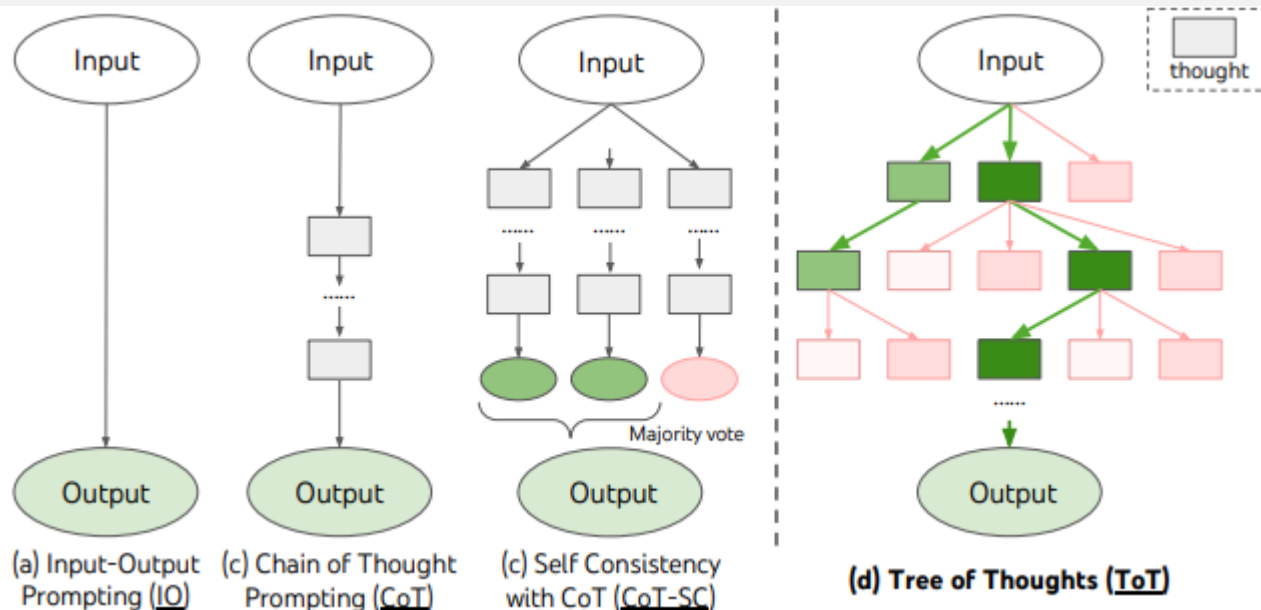 Input
Input
Input
Input
thought
......
......
......
......
......
Majority vote
Output
Output
Output
Output
(a) Input-Output
Prompting (IO)
(c) Chain of Thought
Prompting (CoT)
(c) Self Consistency
with CoT (CoT-SC)
(d) Tree of Thoughts (ToT)